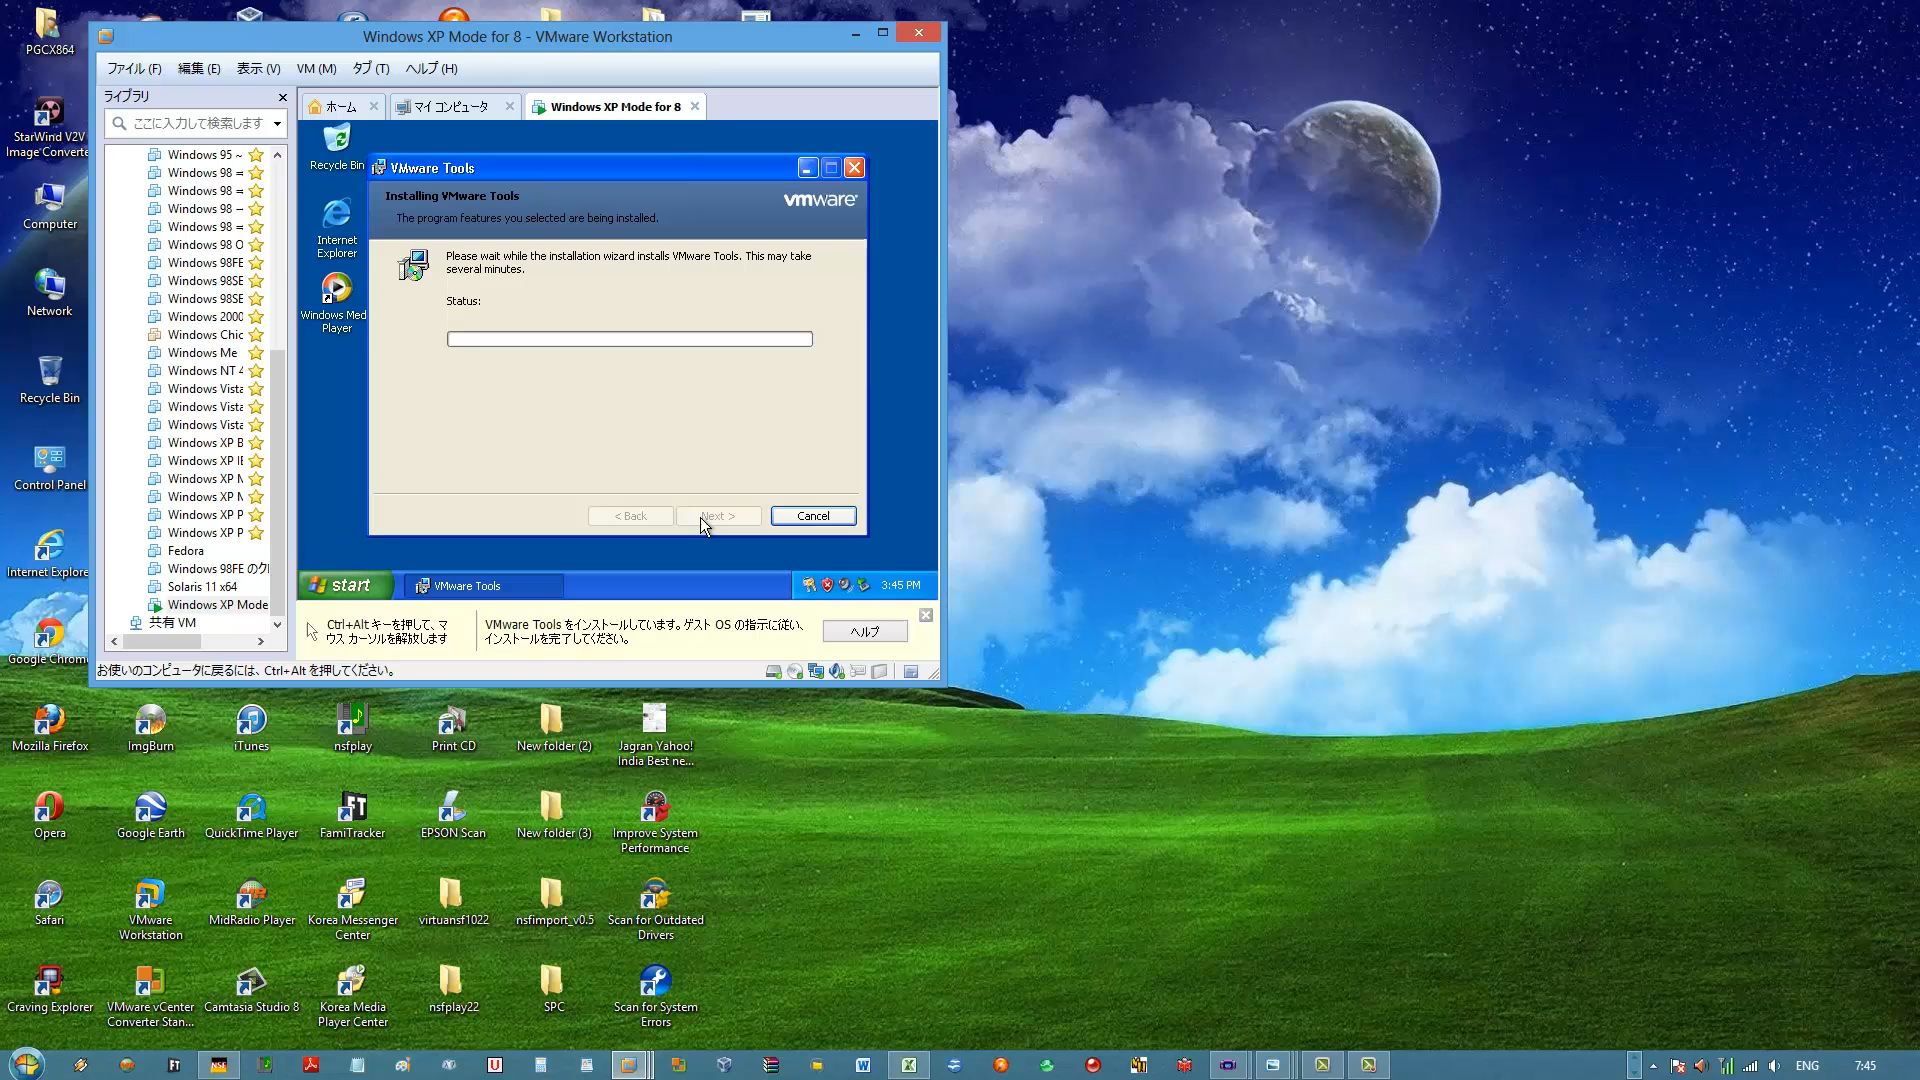 PGCX864
StarWind V2V
Image Converte
Computer
Network
Recycle Bin
Control Panel
Internet Explore
Google Chrom
Windows XP Mode for 8 - VMware Workstation
ファイル (F)
編集 (E)
表示 (V)
VM (M)
タブ (T)
ヘルプ (H)
ライブラリ
ここに入力して検索します
ホーム
マイ コンピュータ
Windows XP Mode for 8
Windows 95 ~
Windows 98
Windows 98
Windows 98
Windows 98
Windows 98 O
Windows 98FE
Windows 98SE
Windows 98SE
Windows 2000
Windows Chic
Windows Me
Windows NT 4
Windows Vista
Windows Vista
Windows Vista
Windows XP B
Windows XP IE
Windows XP
Windows XP
Windows XP P
Windows XP P
Fedora
Windows 98FE の
Solaris 11 x64
Windows XP Mode
共有 VM
Recycle Bin
Internet
Explorer
Windows Med
Player
VMware Tools
Installing VMware Tools
The program features you selected are being installed.
vmware
Please wait while the installation wizard installs VMware Tools. This may take
several minutes.
Status:
< Back
Next >
Cancel
start
VMware Tools
3:45 PM
Ctrl+Alt キーを押して、マ
ウス カーソルを解放します
VMware Tools をインストールしています。ゲスト OS の指示に従い、
インストールを完了してください。
ヘルプ
お使いのコンピュータに戻るには、Ctrl+Alt を押してください。
Mozilla Firefox
ImgBurn
iTunes
nsfplay
Print CD
New folder (2)
Jagran Yahoo!
India Best ne...
Opera
Google Earth
QuickTime Player
FamiTracker
EPSON Scan
New folder (3)
Improve System
Performance
Safari
VMware
Workstation
MidRadio Player
Korea Messenger
Center
virtuansf1022
nsfimport_v0.5
Scan for Outdated
Drivers
Craving Explorer
VMware vCenter
Converter Stan...
Camtasia Studio 8
Korea Media
Player Center
nsfplay22
SPC
Scan for System
Errors
ENG
7:45